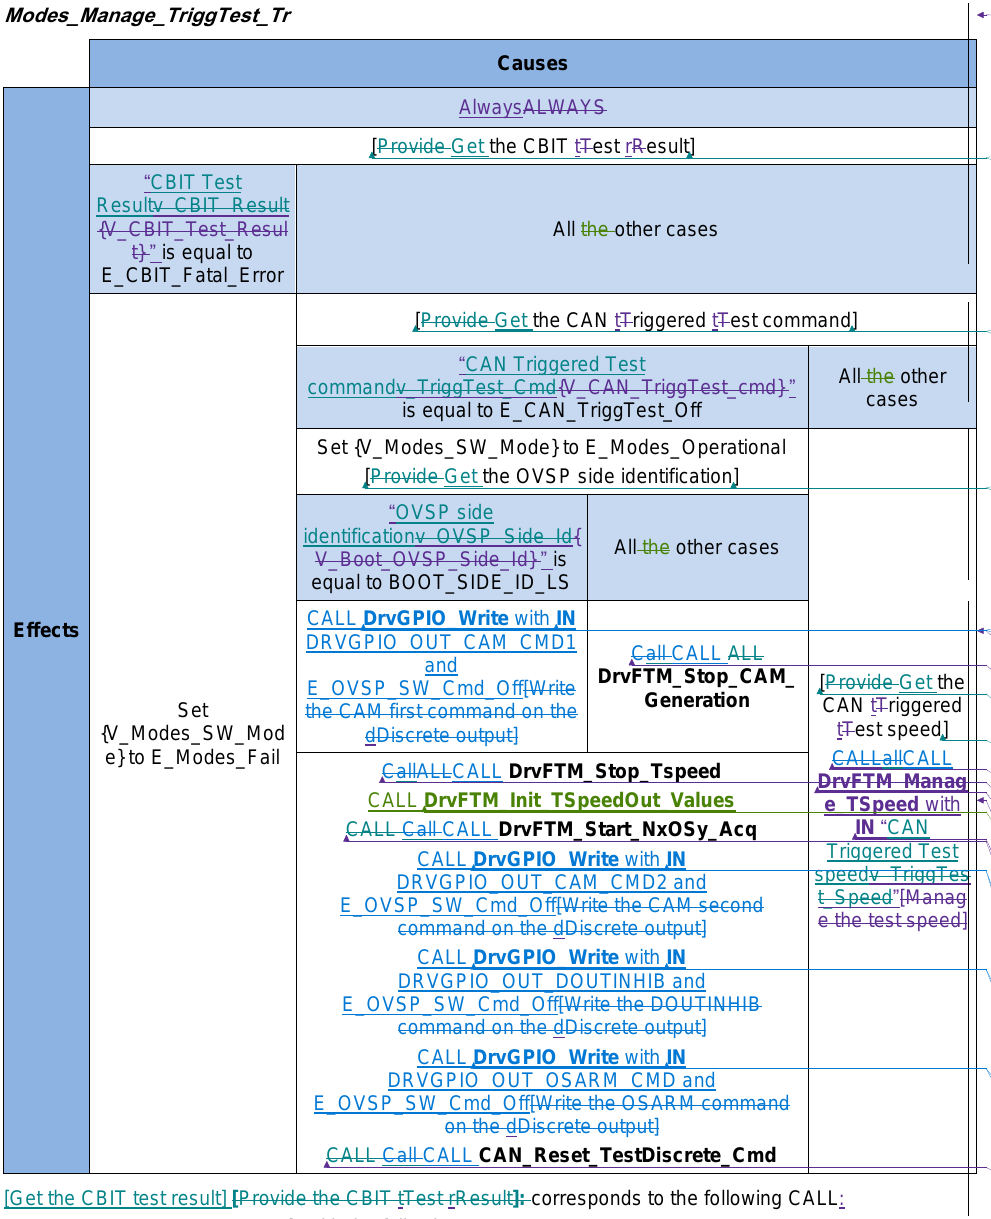 Modes_Manage_TriggTest_Tr
Causes
AlwaysALWAYS
[Provide Get the CBIT tTest rResult]
“CBIT Test
Resultv_CBIT_Result
{V_CBIT_Test_Resul
t}” is equal to
E_CBIT_Fatal_Error
All the other cases
[Provide Get the CAN tTriggered tTest command]
“CAN Triggered Test
commandv_TriggTest_Cmd{V_CAN_TriggTest_cmd}”
is equal to E_CAN_TriggTest_Off
All the other
cases
Set {V_Modes_SW_Mode} to E_Modes_Operational
[Provide Get the OVSP side identification]
“OVSP side
identificationv_OVSP_Side_Id{
V_Boot_OVSP_Side_Id}” is
equal to BOOT_SIDE_ID_LS
All the other cases
Effects
Set
{V_Modes_SW_Mod
e} to E_Modes_Fail
CALL DrvGPIO_Write with IN
DRVGPIO_OUT_CAM_CMD1
and
E_OVSP_SW_Cmd_Off[Write
the CAM first command on the
dDiscrete output]
Call CALL ALL
DrvFTM_Stop_CAM_
Generation
[Provide Get the
CAN tTriggered
tTest speed]
CALLallCALL
DrvFTM_Manag
e_TSpeed with
IN “CAN
Triggered Test
speedv_TriggTes
t_Speed”[Manag
e the test speed]
CallALLCALL DrvFTM_Stop_Tspeed
CALL DrvFTM_Init_TSpeedOut_Values
CALL Call CALL DrvFTM_Start_NxOSy_Acq
CALL DrvGPIO_Write with IN
DRVGPIO_OUT_CAM_CMD2 and
E_OVSP_SW_Cmd_Off[Write the CAM second
command on the dDiscrete output]
CALL DrvGPIO_Write with IN
DRVGPIO_OUT_DOUTINHIB and
E_OVSP_SW_Cmd_Off[Write the DOUTINHIB
command on the dDiscrete output]
CALL DrvGPIO_Write with IN
DRVGPIO_OUT_OSARM_CMD and
E_OVSP_SW_Cmd_Off[Write the OSARM command
on the dDiscrete output]
CALL Call CALL CAN_Reset_TestDiscrete_Cmd
[Get the CBIT test result] [Provide the CBIT tTest rResult]: corresponds to the following CALL: